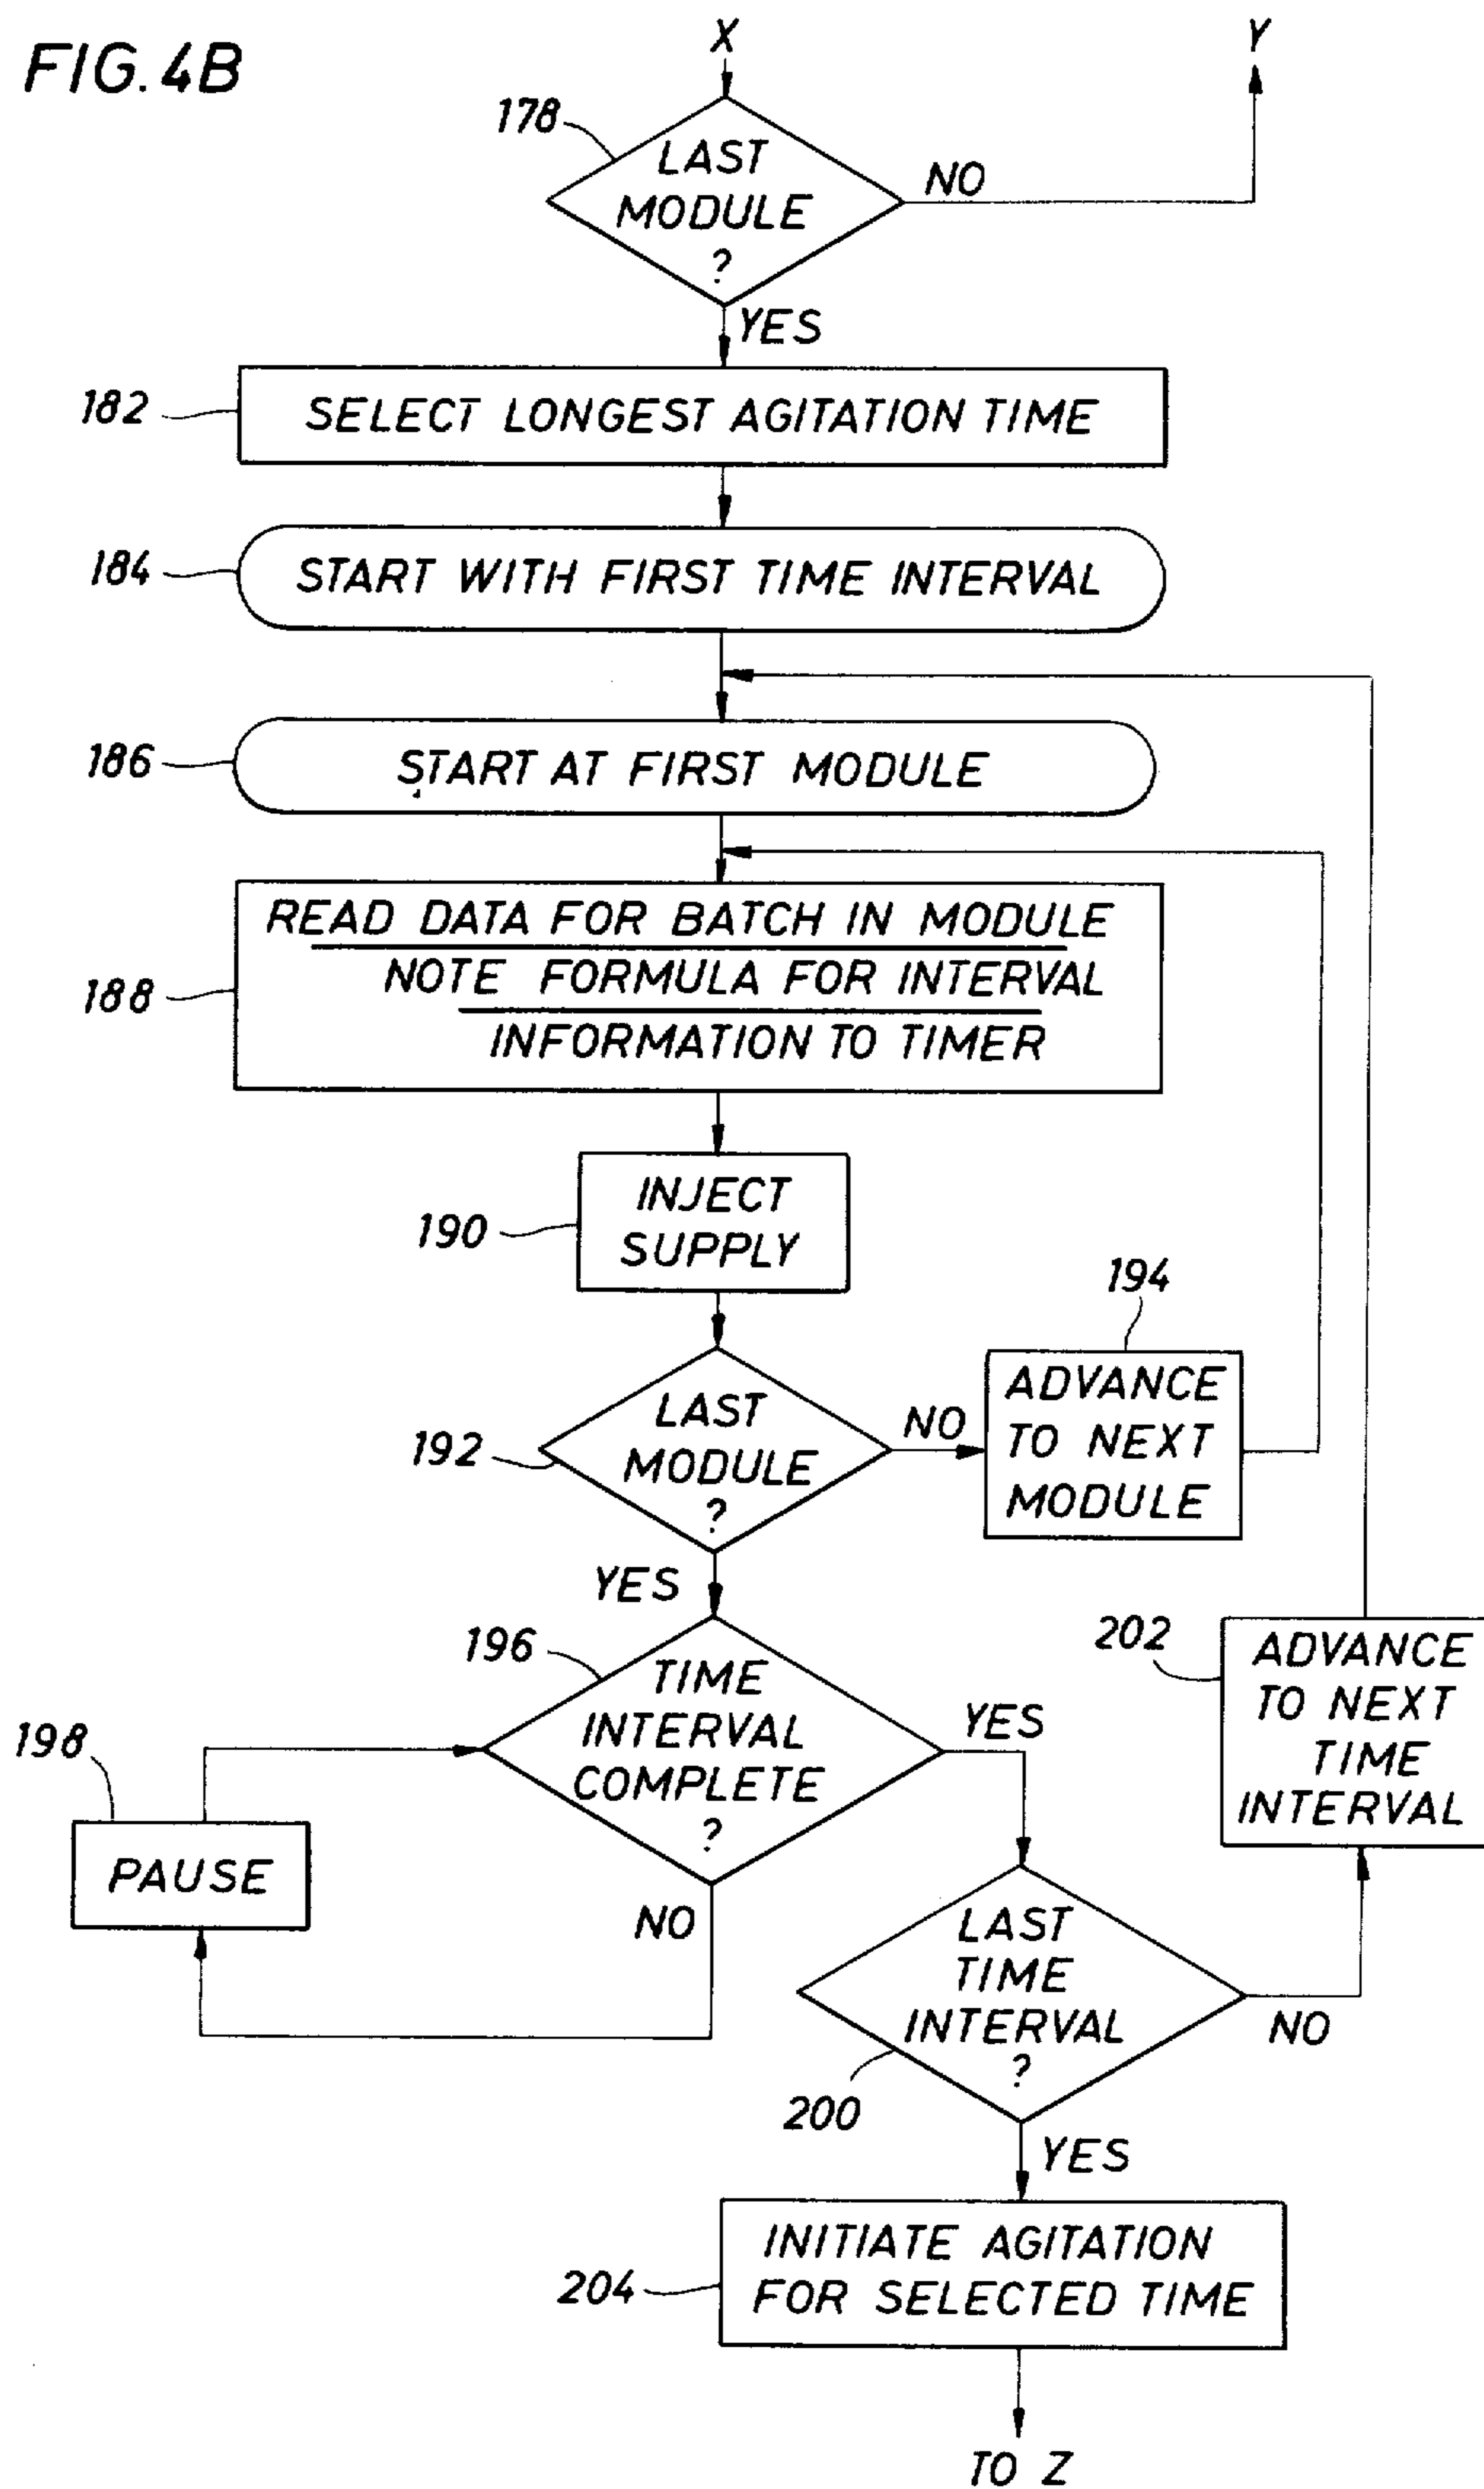 FIG. 4B
X
Y
178
LAST
MODULE
?
NO
YES
182
SELECT LONGEST AGITATION TIME
184
START WITH FIRST TIME INTERVAL
186
START AT FIRST MODULE
188
READ DATA FOR BATCH IN MODULE
NOTE FORMULA FOR INTERVAL
INFORMATION TO TIMER
190
INJECT
SUPPLY
192
LAST
MODULE
?
NO
194
ADVANCE
TO NEXT
MODULE
YES
196
TIME
INTERVAL
COMPLETE
?
YES
NO
198
PAUSE
202
ADVANCE
TO NEXT
TIME
INTERVAL
200
LAST
TIME
INTERVAL
?
NO
YES
204
INITIATE AGITATION
FOR SELECTED TIME
TO Z